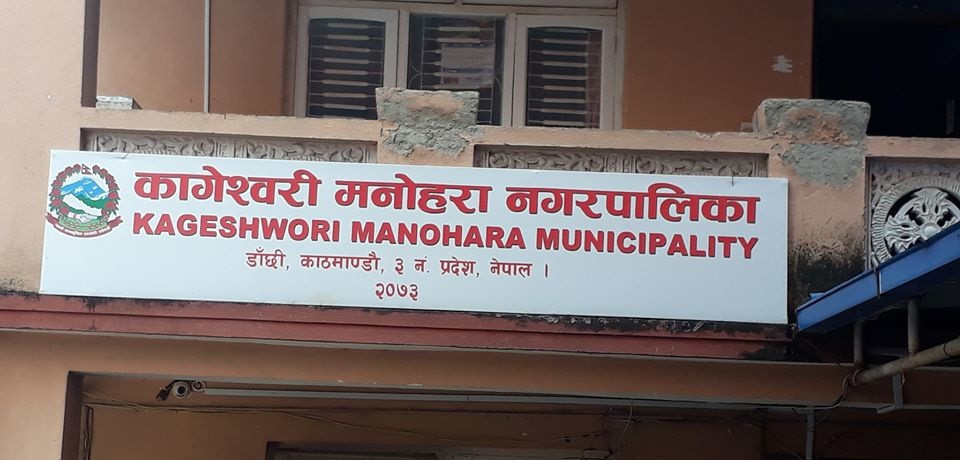 कागेश्वरी मनोहरा नगरपालिका
KAGESHWORI MANOHARA MUNICIPALITY
डाँछी, काठमाण्डौ, ३ नं. प्रदेश, नेपाल ।
२०७३